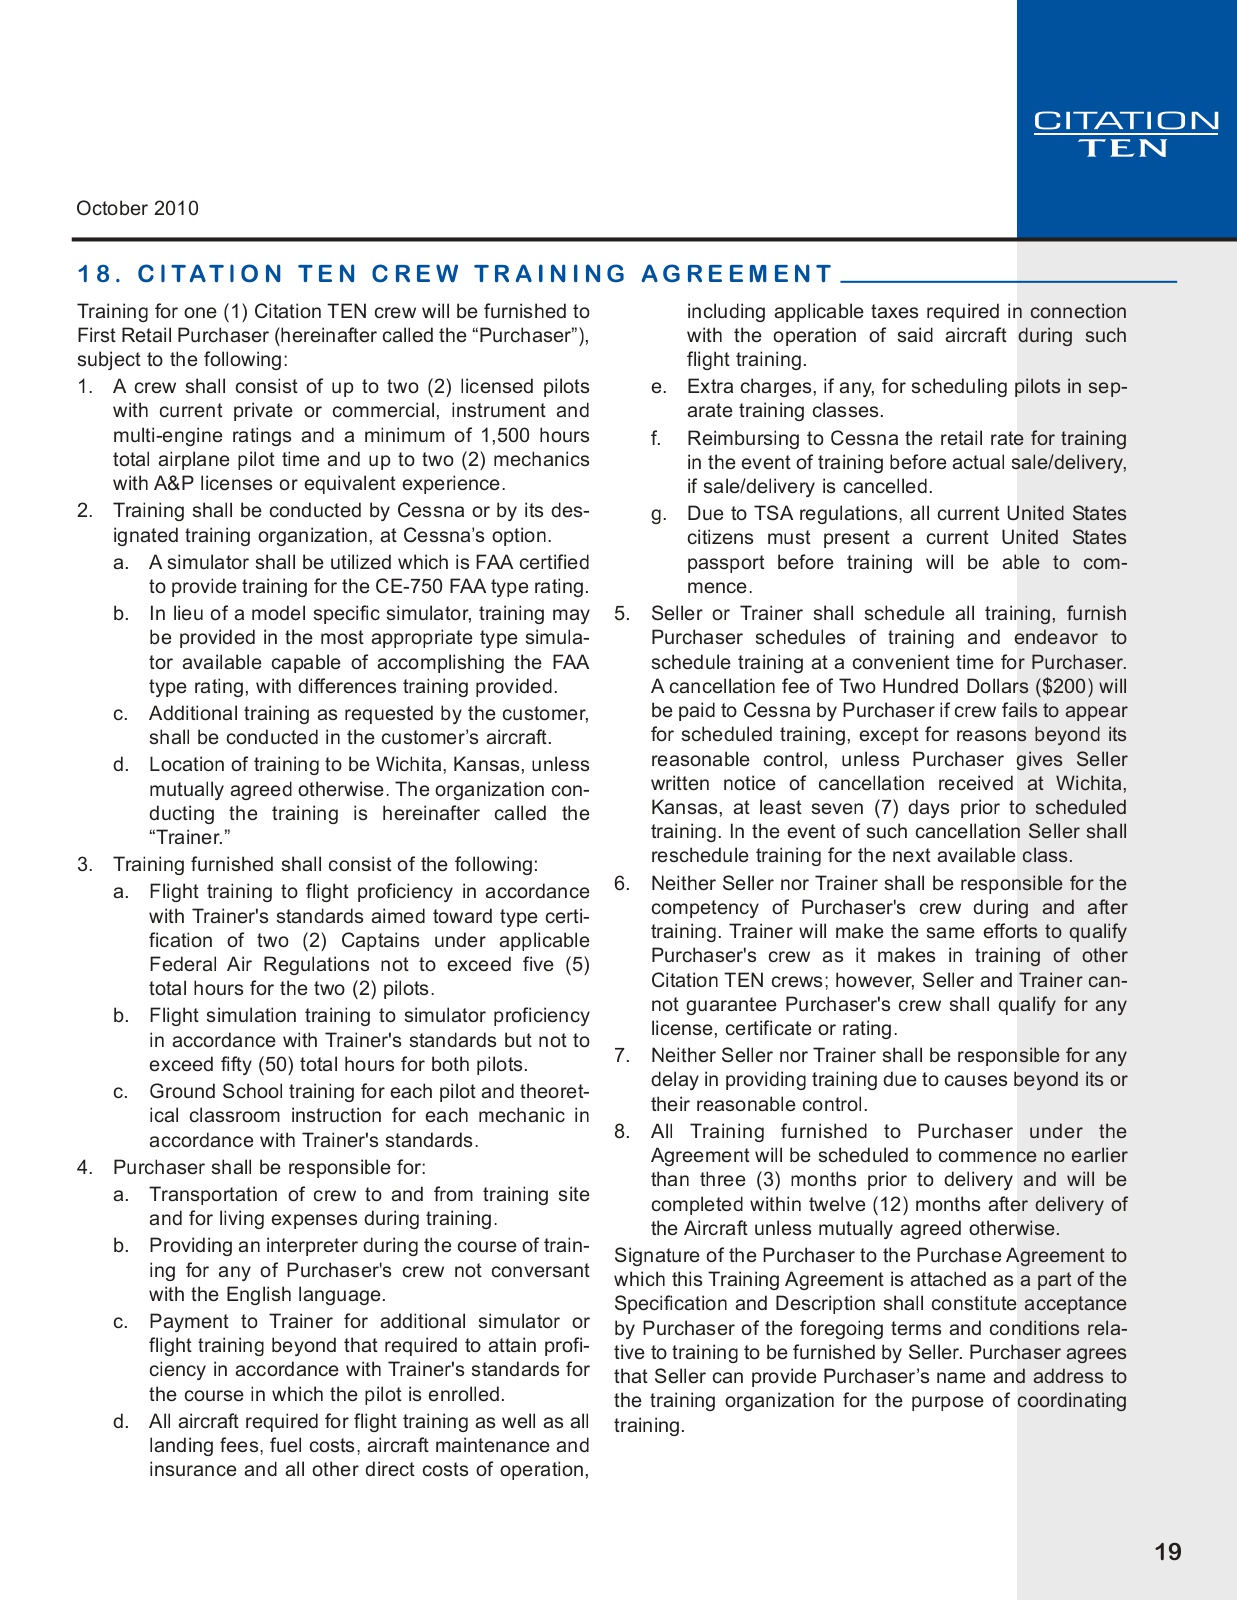 CITATION
TEN
October 2010
18. CITATION TEN CREW TRAINING AGREEMENT
Training for one (1) Citation TEN crew will be furnished to
First Retail Purchaser (hereinafter called the “Purchaser”),
subject to the following:
1. A crew shall consist of up to two (2) licensed pilots
with current private or commercial, instrument and
multi-engine ratings and a minimum of 1,500 hours
total airplane pilot time and up to two (2) mechanics
with A&P licenses or equivalent experience.
2. Training shall be conducted by Cessna or by its des-
ignated training organization, at Cessna’s option.
a. A simulator shall be utilized which is FAA certified
to provide training for the CE-750 FAA type rating.
b. In lieu of a model specific simulator, training may
be provided in the most appropriate type simula-
tor available capable of accomplishing the FAA
type rating, with differences training provided.
c. Additional training as requested by the customer,
shall be conducted in the customer’s aircraft.
d. Location of training to be Wichita, Kansas, unless
mutually agreed otherwise. The organization con-
ducting the training is hereinafter called the
“Trainer.”
3. Training furnished shall consist of the following:
a. Flight training to flight proficiency in accordance
with Trainer's standards aimed toward type certi-
fication of two (2) Captains under applicable
Federal Air Regulations not to exceed five (5)
total hours for the two (2) pilots.
b. Flight simulation training to simulator proficiency
in accordance with Trainer's standards but not to
exceed fifty (50) total hours for both pilots.
c. Ground School training for each pilot and theoret-
ical classroom instruction for each mechanic in
accordance with Trainer's standards.
4. Purchaser shall be responsible for:
a. Transportation of crew to and from training site
and for living expenses during training.
b. Providing an interpreter during the course of train-
ing for any of Purchaser's crew not conversant
with the English language.
c. Payment to Trainer for additional simulator or
flight training beyond that required to attain profi-
ciency in accordance with Trainer's standards for
the course in which the pilot is enrolled.
d. All aircraft required for flight training as well as all
landing fees, fuel costs, aircraft maintenance and
insurance and all other direct costs of operation,
including applicable taxes required in connection
with the operation of said aircraft during such
flight training.
e. Extra charges, if any, for scheduling pilots in sep-
arate training classes.
f. Reimbursing to Cessna the retail rate for training
in the event of training before actual sale/delivery,
if sale/delivery is cancelled.
g. Due to TSA regulations, all current United States
citizens must present a current United States
passport before training will be able to com-
mence.
5. Seller or Trainer shall schedule all training, furnish
Purchaser schedules of training and endeavor to
schedule training at a convenient time for Purchaser.
A cancellation fee of Two Hundred Dollars ($200) will
be paid to Cessna by Purchaser if crew fails to appear
for scheduled training, except for reasons beyond its
reasonable control, unless Purchaser gives Seller
written notice of cancellation received at Wichita,
Kansas, at least seven (7) days prior to scheduled
training. In the event of such cancellation Seller shall
reschedule training for the next available class.
6. Neither Seller nor Trainer shall be responsible for the
competency of Purchaser's crew during and after
training. Trainer will make the same efforts to qualify
Purchaser's crew as it makes in training of other
Citation TEN crews; however, Seller and Trainer can-
not guarantee Purchaser's crew shall qualify for any
license, certificate or rating.
7. Neither Seller nor Trainer shall be responsible for any
delay in providing training due to causes beyond its or
their reasonable control.
8. All Training furnished to Purchaser under the
Agreement will be scheduled to commence no earlier
than three (3) months prior to delivery and will be
completed within twelve (12) months after delivery of
the Aircraft unless mutually agreed otherwise.
Signature of the Purchaser to the Purchase Agreement to
which this Training Agreement is attached as a part of the
Specification and Description shall constitute acceptance
by Purchaser of the foregoing terms and conditions rela-
tive to training to be furnished by Seller. Purchaser agrees
that Seller can provide Purchaser’s name and address to
the training organization for the purpose of coordinating
training.
19